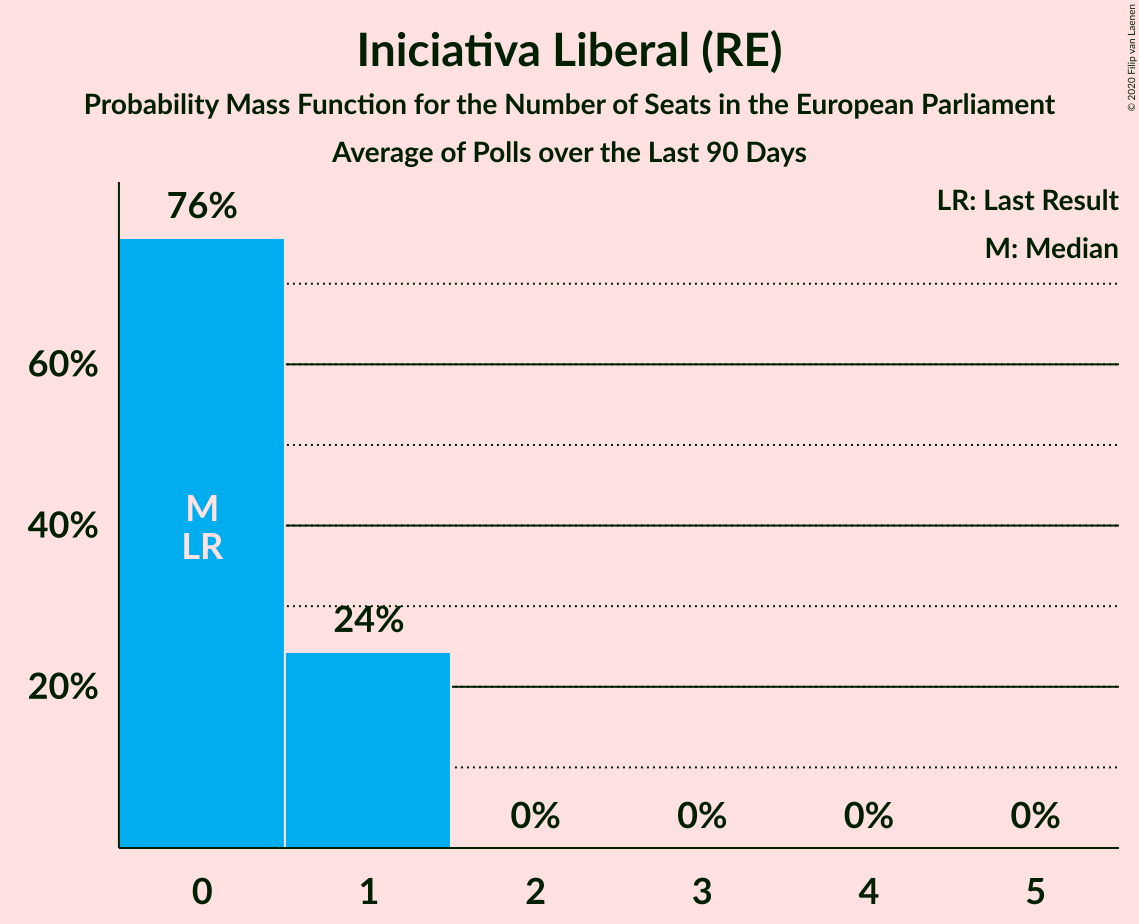 Iniciativa Liberal (RE)
Probability Mass Function for the Number of Seats in the European Parliament
Average of Polls over the Last 90 Days
© 2020 Filip van Laenen
LR: Last Result
M: Median
76%
60%
40%
20%
M
LR
24%
0%
0%
0%
0%
0
1
2
3
4
5